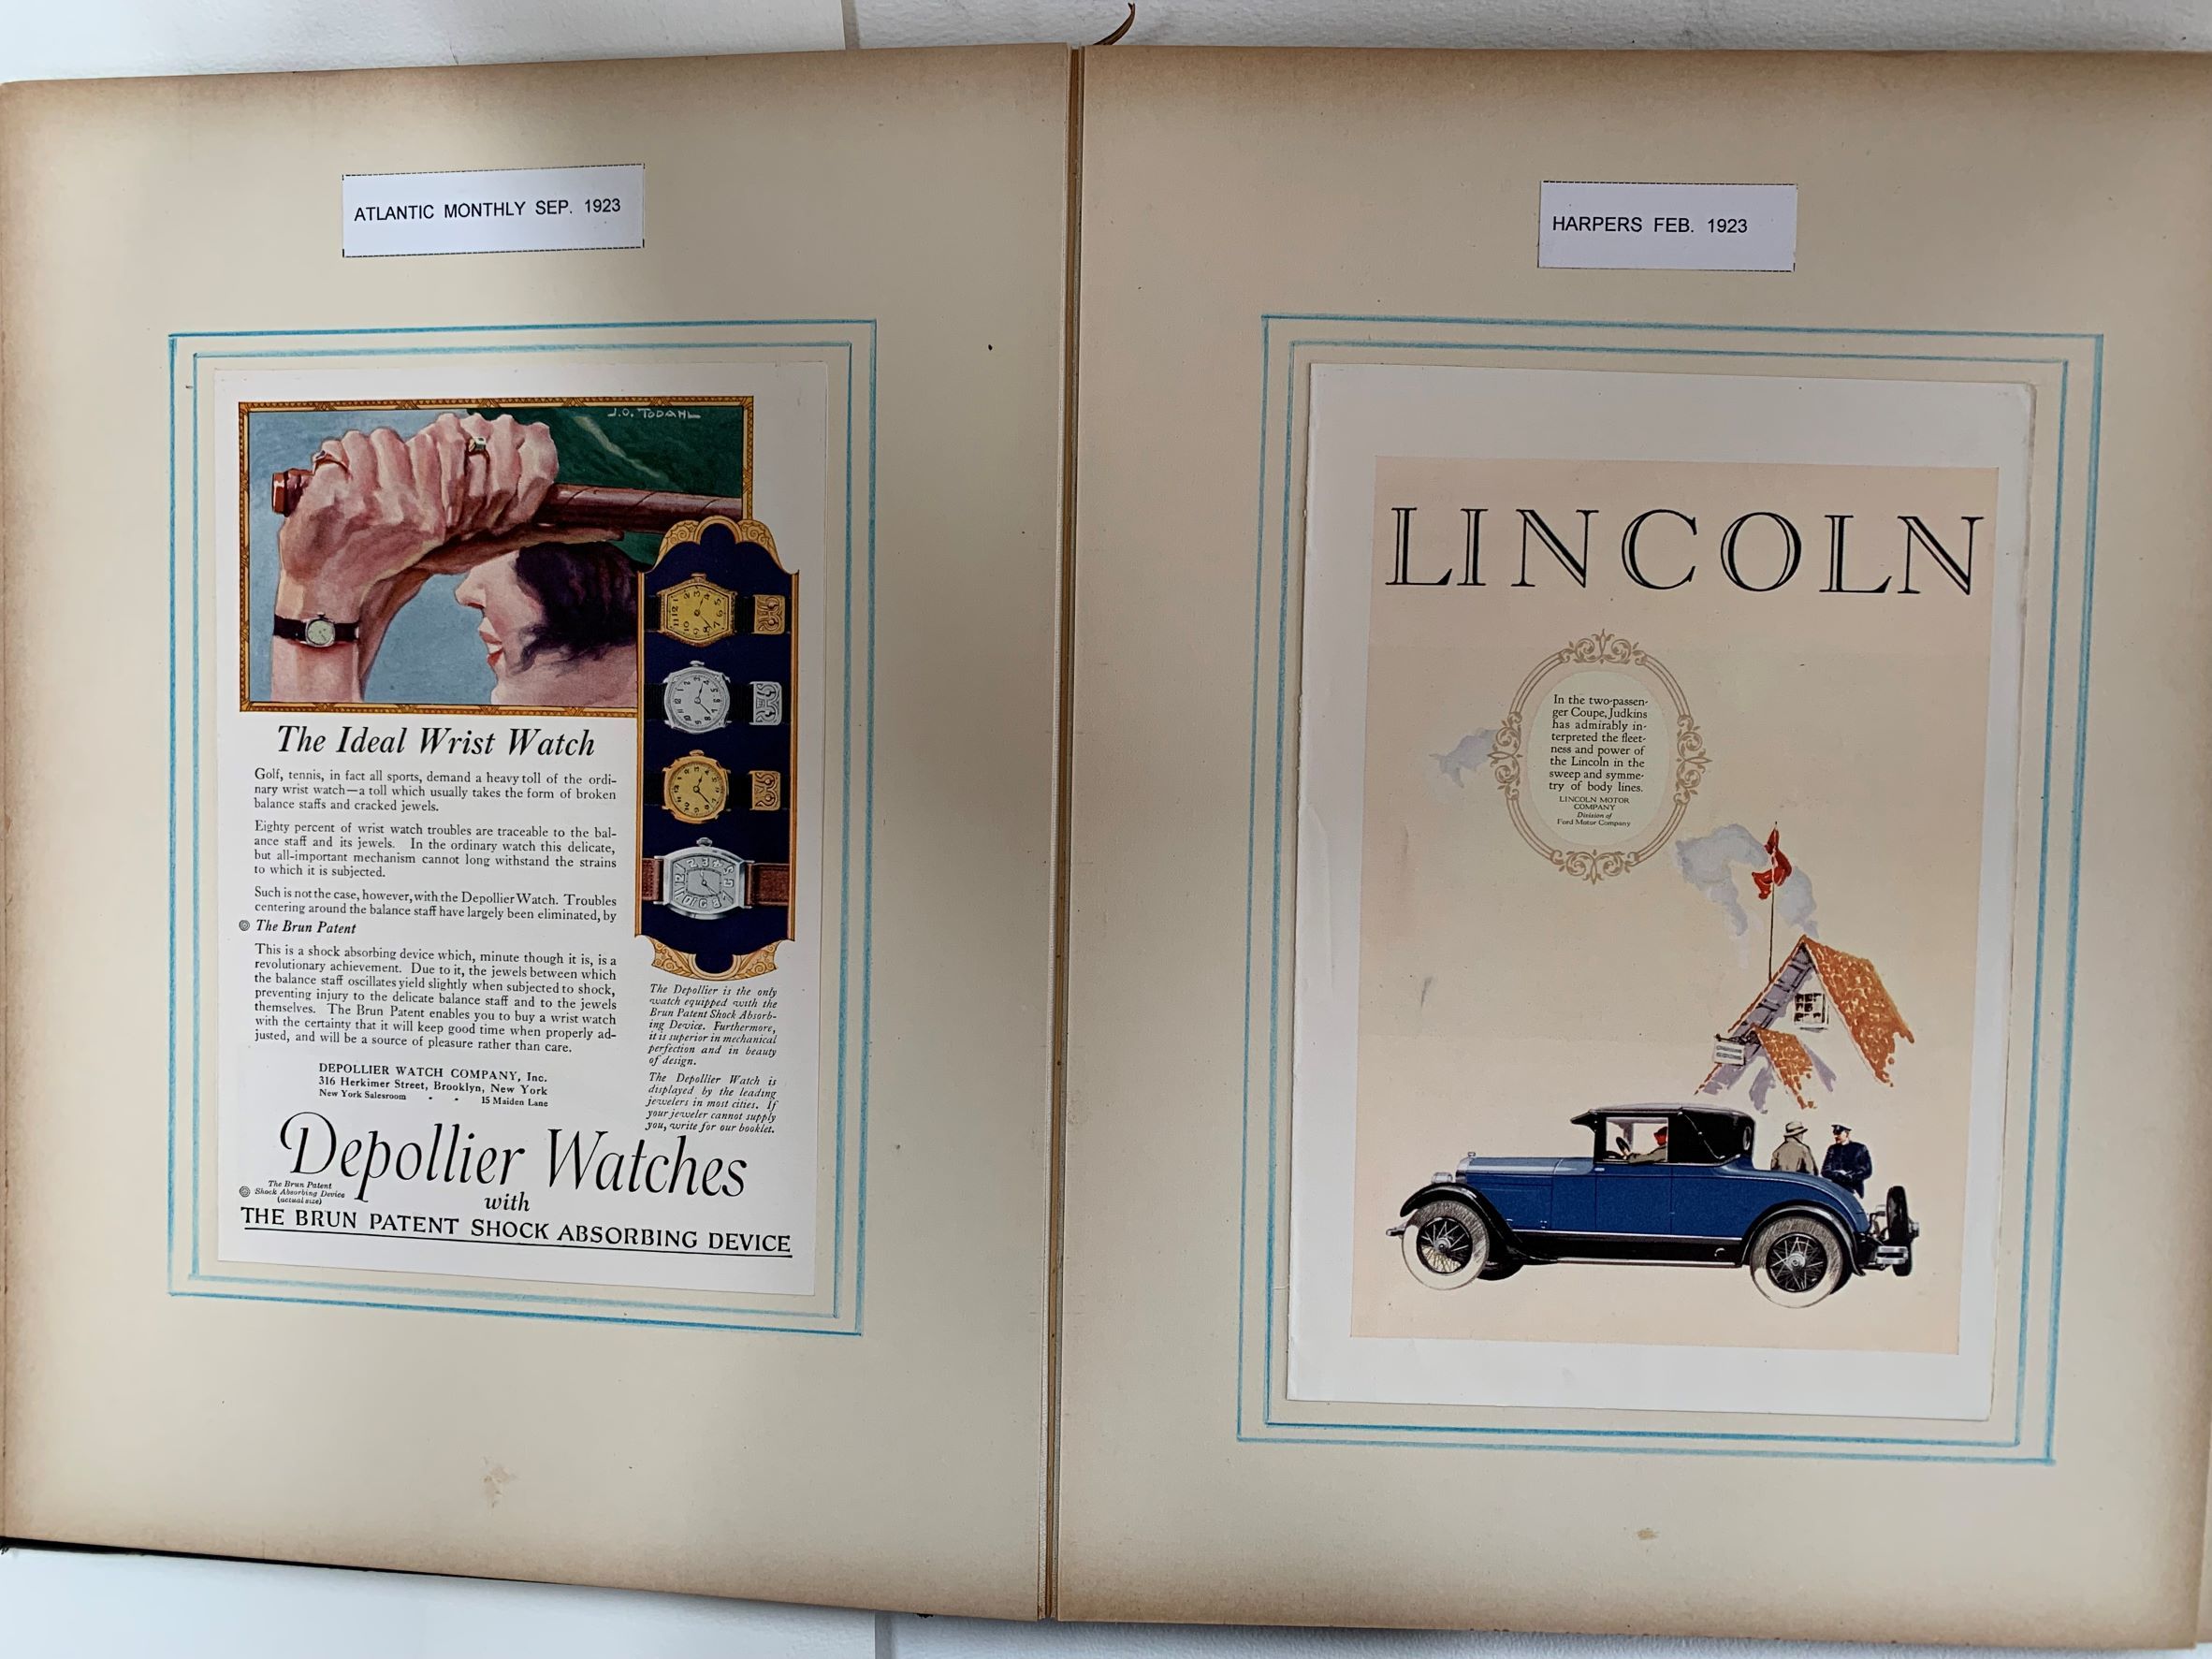 ATLANTIC MONTHLY SEP. 1923
J.O. TODAHL
The Ideal Wrist Watch
Golf, tennis, in fact all sports, demand a heavy toll of the ordi-
nary wrist watch—a toll which usually takes the form of broken
balance staffs and cracked jewels.
Eighty percent of wrist watch troubles are traceable to the bal-
ance staff and its jewels. In the ordinary watch this delicate,
but all-important mechanism cannot long withstand the strains
to which it is subjected.
Such is not the case, however, with the Depollier Watch. Troubles
centering around the balance staff have largely been eliminated, by
The Brun Patent
This is a shock absorbing device which, minute though it is, is a
revolutionary achievement. Due to it, the jewels between which
the balance staff oscillates yield slightly when subjected to shock,
preventing injury to the delicate balance staff and to the jewels
themselves. The Brun Patent enables you to buy a wrist watch
with the certainty that it will keep good time when properly ad-
justed, and will be a source of pleasure rather than care.
DEPOLLIER WATCH COMPANY, Inc.
316 Herkimer Street, Brooklyn, New York
New York Salesroom - - 15 Maiden Lane
The Depollier is the only
watch equipped with the
Brun Patent Shock Absorb-
ing Device. Furthermore,
it is superior in mechanical
perfection and in beauty
of design.
The Depollier Watch is
displayed by the leading
jewelers in most cities. If
your jeweler cannot supply
you, write for our booklet.
Depollier Watches
The Brun Patent
Shock Absorbing Device
(actual size)
with
THE BRUN PATENT SHOCK ABSORBING DEVICE
HARPERS FEB. 1923
LINCOLN
In the two-passen-
ger Coupe, Judkins
has admirably in-
terpreted the fleet-
ness and power of
the Lincoln in the
sweep and symme-
try of body lines.
LINCOLN MOTOR
COMPANY
Division of
Ford Motor Company